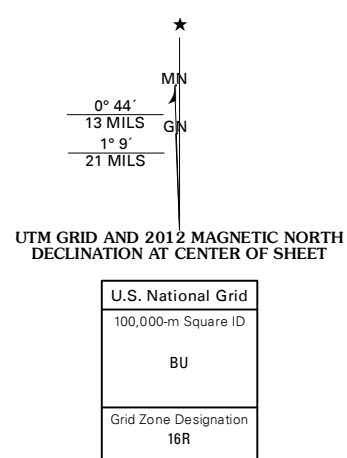 ★
MN
0° 44´
13 MILS
GN
1° 9´
21 MILS
UTM GRID AND 2012 MAGNETIC NORTH
DECLINATION AT CENTER OF SHEET
U.S. National Grid
100,000-m Square ID
BU
Grid Zone Designation
16R